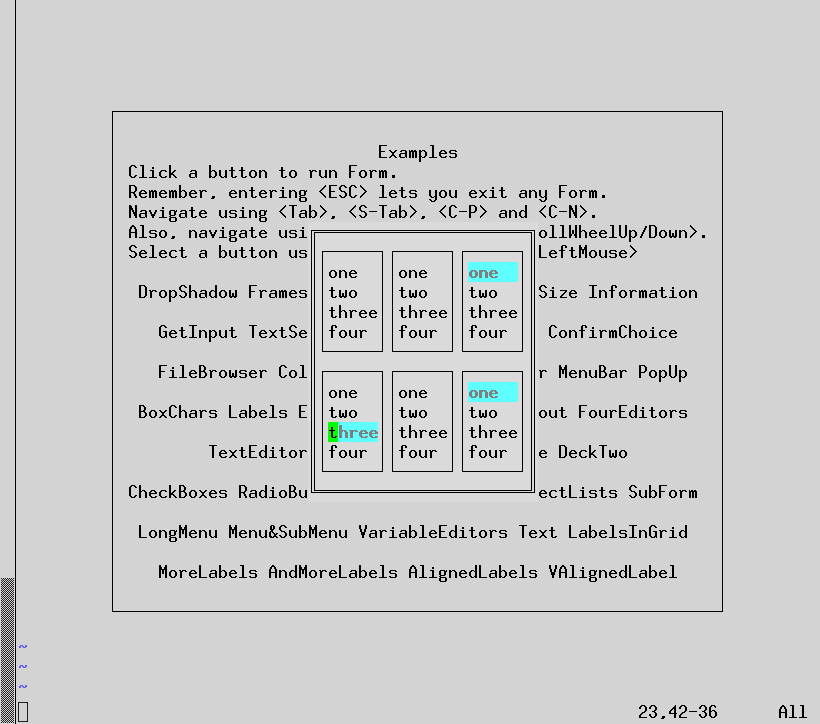 Examples
Click a button to run Form.
Remember, entering <ESC> lets you exit any Form.
Navigate using <Tab>, <S-Tab>, <C-P> and <C-N>.
Also, navigate usi ollWheelUp/Down>.
Select a button us LeftMouse>
one one one
DropShadow Frames two two two Size Information
three three three
GetInput TextSe four four four ConfirmChoice
FileBrowser Col r MenuBar PopUp
one one one
BoxChars Labels E two two two out FourEditors
three three three
TextEditor four four four e DeckTwo
CheckBoxes RadioBu ectLists SubForm
LongMenu Menu&SubMenu VariableEditors Text LabelsInGrid
MoreLabels AndMoreLabels AlignedLabels VAlignedLabel
~
~
~
23,42-36 All